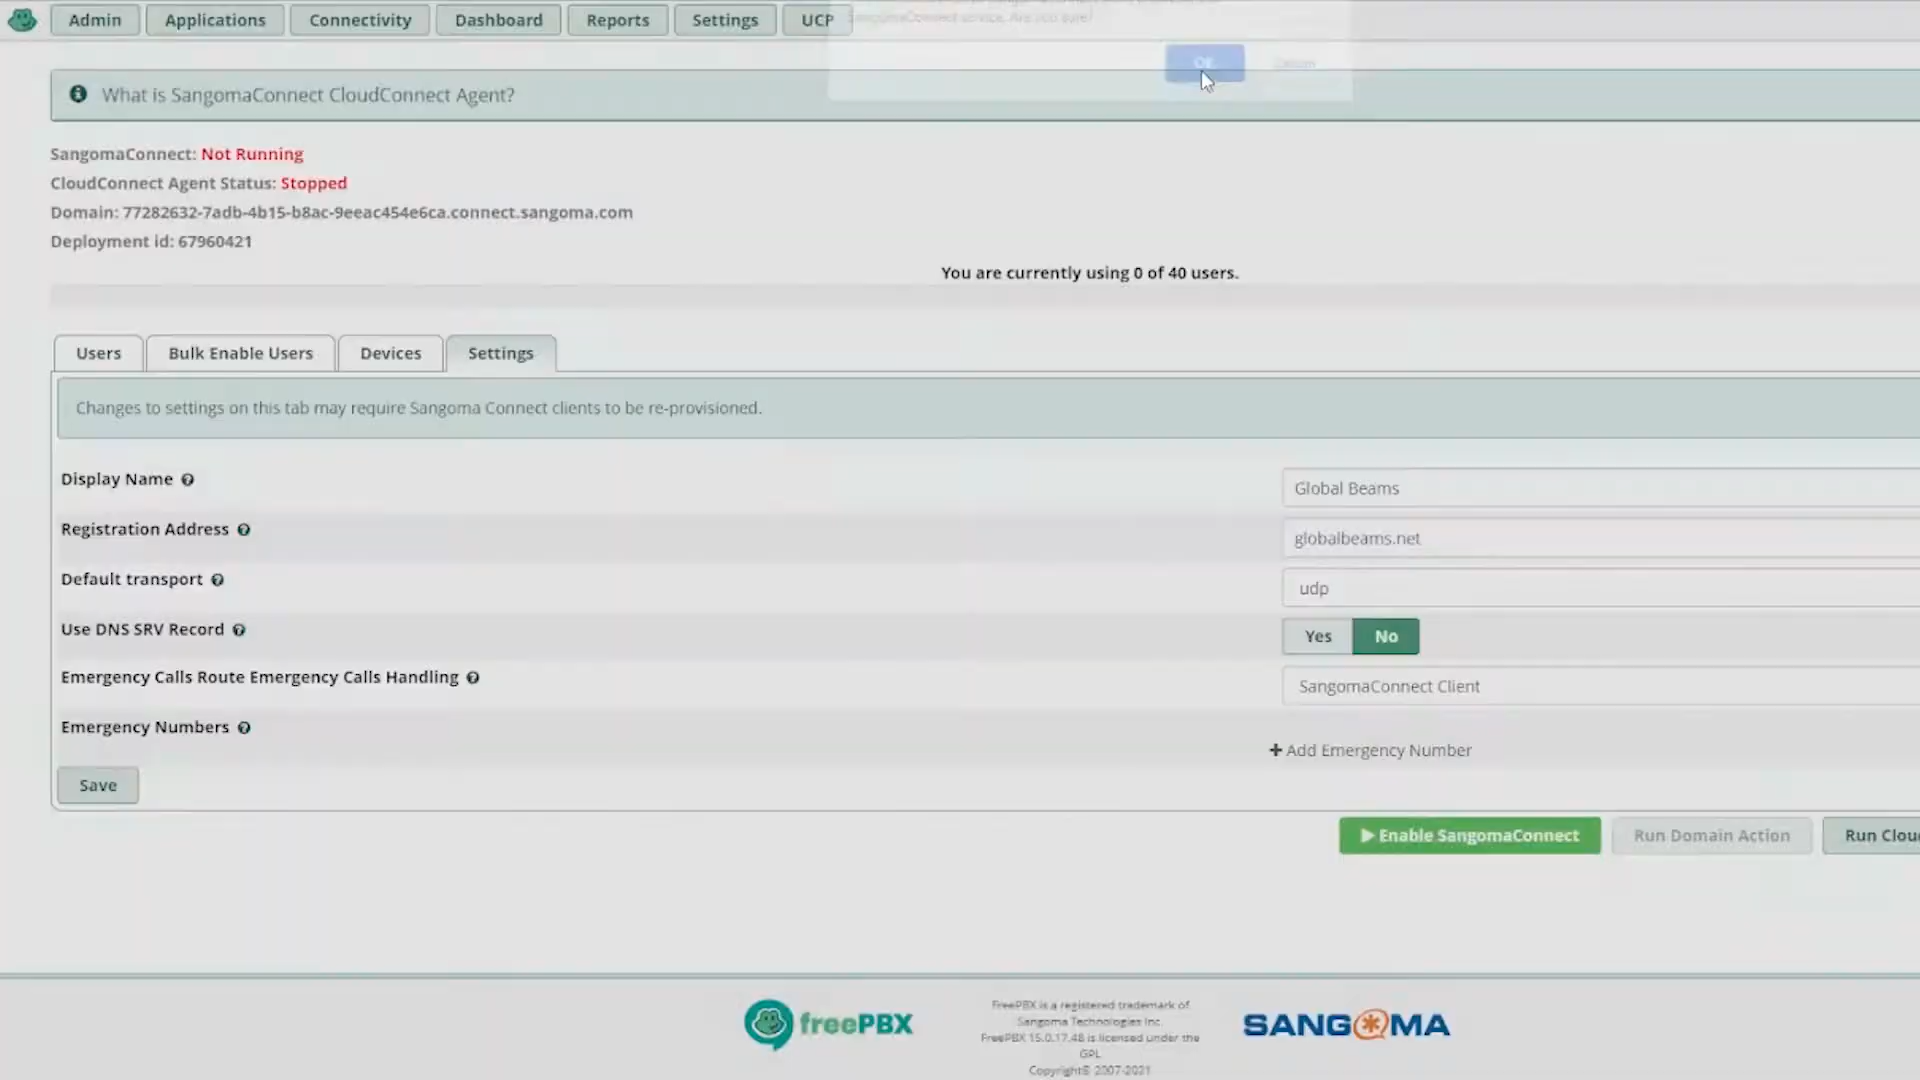 Admin
Applications
Connectivity
Dashboard
Reports
Settings
UCP
SangomaConnect service. Are you sure?
OK
Cancel
What is SangomaConnect CloudConnect Agent?
SangomaConnect: Not Running
CloudConnect Agent Status: Stopped
Domain: 77282632-7adb-4b15-b8ac-9eeac454e6ca.connect.sangoma.com
Deployment id: 67960421
You are currently using 0 of 40 users.
Users
Bulk Enable Users
Devices
Settings
Changes to settings on this tab may require Sangoma Connect clients to be re-provisioned.
Display Name
Global Beams
Registration Address
globalbeams.net
Default transport
udp
Use DNS SRV Record
Yes
No
Emergency Calls Route Emergency Calls Handling
SangomaConnect Client
Emergency Numbers
Add Emergency Number
Save
Enable SangomaConnect
Run Domain Action
Run Clou
freePBX
FreePBX is a registered trademark of
Sangoma Technologies Inc.
FreePBX 15.0.17.48 is licensed under the
GPL
Copyright© 2007-2021
SANGOMA